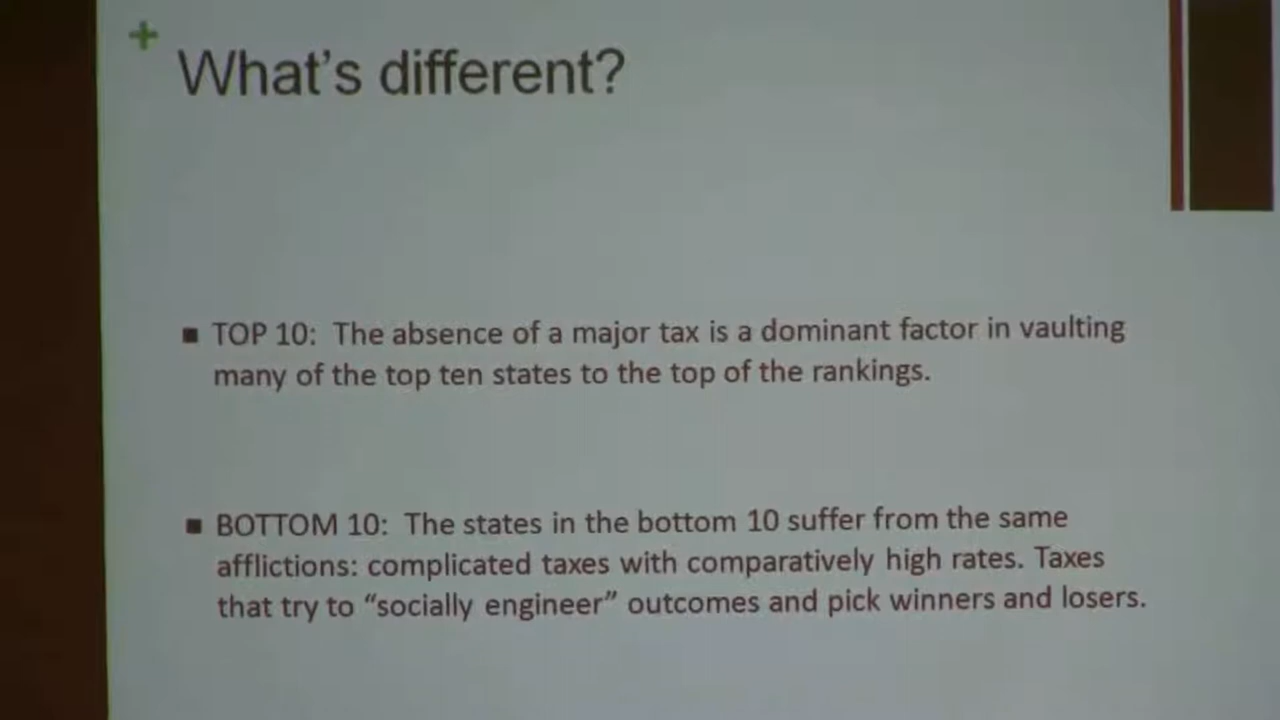 +
What's different?
▪ TOP 10: The absence of a major tax is a dominant factor in vaulting
many of the top ten states to the top of the rankings.
▪ BOTTOM 10: The states in the bottom 10 suffer from the same
afflictions: complicated taxes with comparatively high rates. Taxes
that try to “socially engineer” outcomes and pick winners and losers.